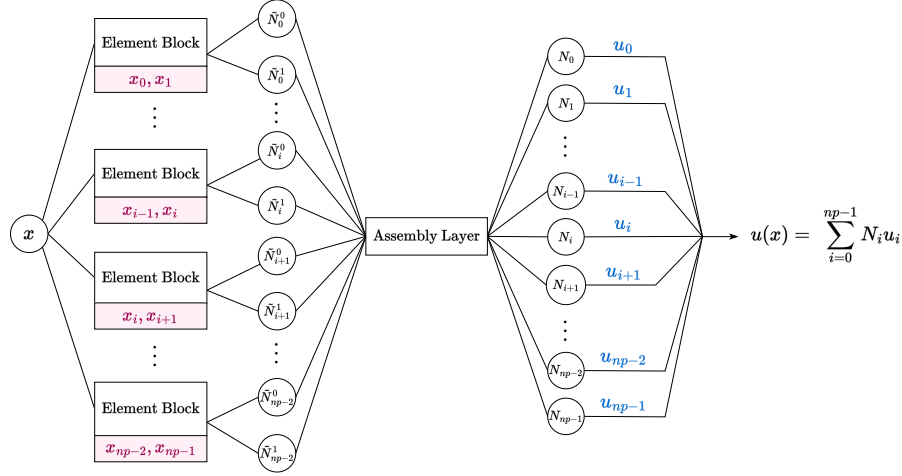 x
Element Block
x_0, x_1
⋮
Element Block
x_{i-1}, x_i
Element Block
x_i, x_{i+1}
⋮
Element Block
x_{np-2}, x_{np-1}
Ñ_0^0
Ñ_0^1
⋮
Ñ_i^0
Ñ_i^1
Ñ_{i+1}^0
Ñ_{i+1}^1
⋮
Ñ_{np-2}^0
Ñ_{np-2}^1
Assembly Layer
N_0 u_0
N_1 u_1
⋮
N_{i-1} u_{i-1}
N_i u_i
N_{i+1} u_{i+1}
⋮
N_{np-2} u_{np-2}
N_{np-1} u_{np-1}
u(x) = \sum_{i=0}^{np-1} N_i u_i